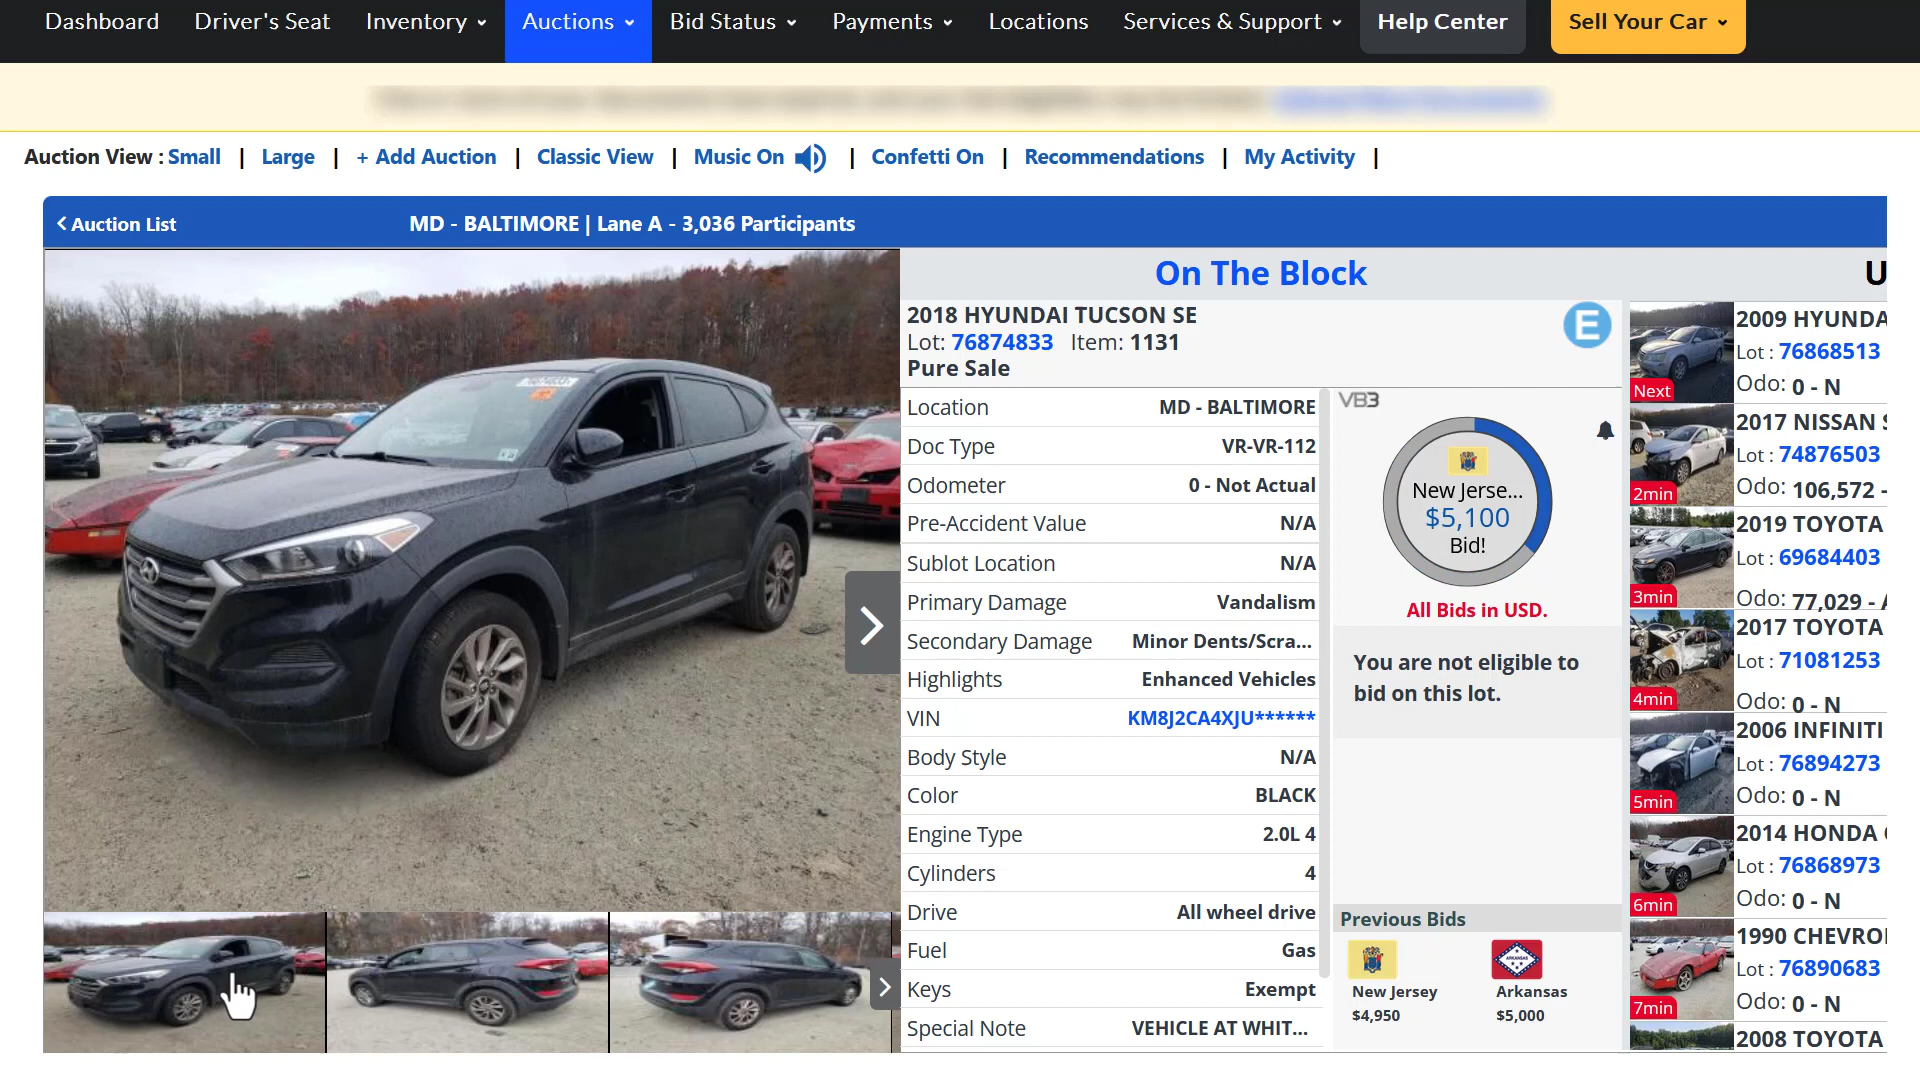 Dashboard Driver's Seat Inventory Auctions Bid Status Payments Locations Services & Support Help Center Sell Your Car
Auction View : Small | Large | + Add Auction | Classic View | Music On | Confetti On | Recommendations | My Activity |
Auction List MD - BALTIMORE | Lane A - 3,036 Participants
On The Block
U
2018 HYUNDAI TUCSON SE
E
Lot: 76874833 Item: 1131
Pure Sale
Location MD - BALTIMORE
Doc Type VR-VR-112
Odometer 0 - Not Actual
Pre-Accident Value N/A
Sublot Location N/A
Primary Damage Vandalism
Secondary Damage Minor Dents/Scra...
Highlights Enhanced Vehicles
VIN KM8J2CA4XJU******
Body Style N/A
Color BLACK
Engine Type 2.0L 4
Cylinders 4
Drive All wheel drive
Fuel Gas
Keys Exempt
Special Note VEHICLE AT WHIT...
VB3
New Jerse...
$5,100
Bid!
All Bids in USD.
You are not eligible to
bid on this lot.
Previous Bids
ARKANSAS
New Jersey Arkansas
$4,950 $5,000
2009 HYUNDA
Lot : 76868513
Odo: 0 - N
Next
2017 NISSAN S
Lot : 74876503
Odo: 106,572 -
2min
2019 TOYOTA
Lot : 69684403
Odo: 77,029 - A
3min
2017 TOYOTA
Lot : 71081253
Odo: 0 - N
4min
2006 INFINITI
Lot : 76894273
Odo: 0 - N
5min
2014 HONDA
Lot : 76868973
Odo: 0 - N
6min
1990 CHEVROL
Lot : 76890683
Odo: 0 - N
7min
2008 TOYOTA